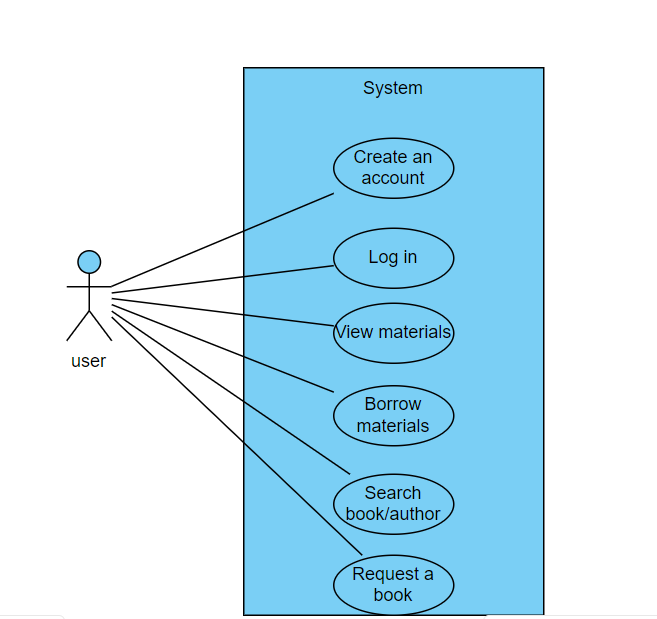 System
Create an
account
Log in
View materials
user
Borrow
materials
Search
book/author
Request a
book